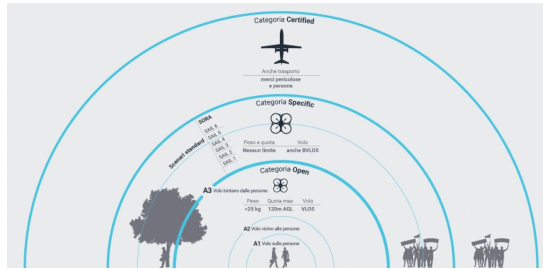 Categoria Certified
Anche trasporto
merci pericolose
e persone
Categoria Specific
SORA
SAIL 6
SAIL 5
SAIL 4
SAIL 3
SAIL 2
SAIL 1
Scenari standard
Peso e quota Volo
Nessun limite anche BVLOS
Categoria Open
A3 Volo lontano dalle persone
Peso Quota max Volo
<25 kg 120m AGL VLOS
A2 Volo vicino alle persone
A1 Volo sulle persone